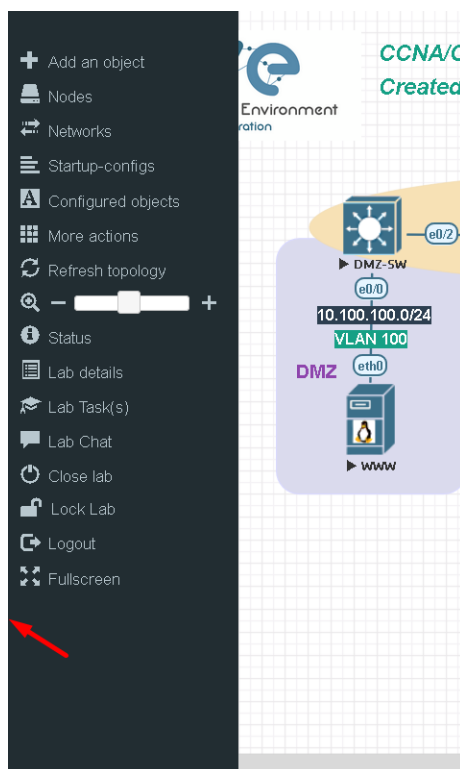 Add an object
Nodes
Networks
Startup-configs
A
Configured objects
More actions
Refresh topology
Status
Lab details
Lab Task(s)
Lab Chat
Close lab
Lock Lab
Logout
Fullscreen
CCNA/
Created
Environment
ration
e0/2
DMZ-SW
e0/0
10.100.100.0/24
VLAN 100
DMZ
eth0
WWW